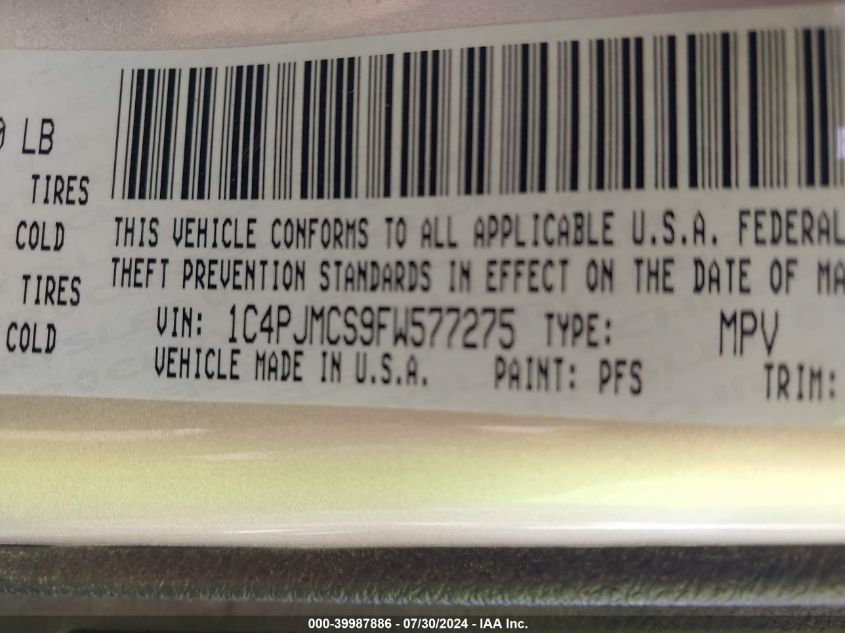 LB
TIRES
COLD
TIRES
COLD
THIS VEHICLE CONFORMS TO ALL APPLICABLE U.S.A. FEDERAL
THEFT PREVENTION STANDARDS IN EFFECT ON THE DATE OF MA
VIN: 1C4PJMCS9FW577275 TYPE: MPV
VEHICLE MADE IN U.S.A. PAINT: PFS TRIM:
000-39987886 - 07/30/2024 - IAA Inc.